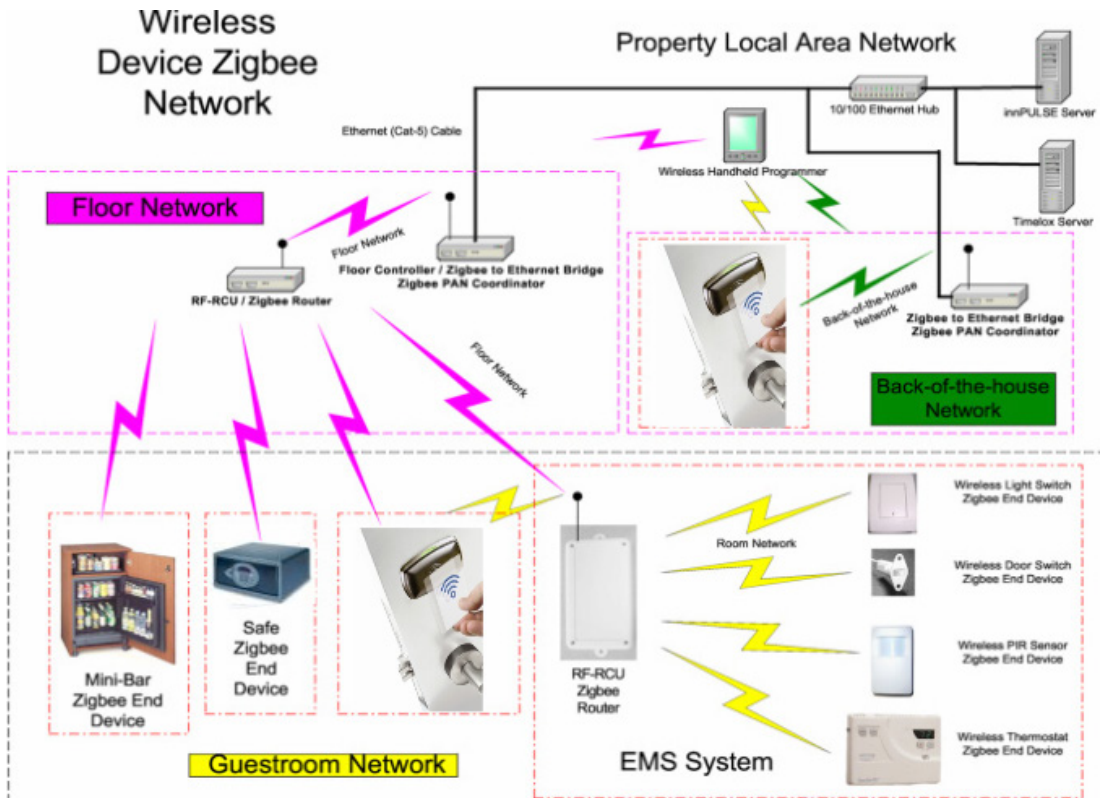 Wireless
Device Zigbee
Network
Property Local Area Network
10/100 Ethernet Hub
innPULSE Server
Ethernet (Cat-5) Cable
Wireless Handheld Programmer
Timelox Server
Floor Network
Floor Network
Floor Controller / Zigbee to Ethernet Bridge
Zigbee PAN Coordinator
RF-RCU / Zigbee Router
Floor Network
Back-of-the-house
Network
Zigbee to Ethernet Bridge
Zigbee PAN Coordinator
Back-of-the-house
Network
Mini-Bar
Zigbee End
Device
Safe
Zigbee
End
Device
RF-RCU
Zigbee
Router
Room Network
Wireless Light Switch
Zigbee End Device
Wireless Door Switch
Zigbee End Device
Wireless PIR Sensor
Zigbee End Device
Wireless Thermostat
Zigbee End Device
Guestroom Network
EMS System